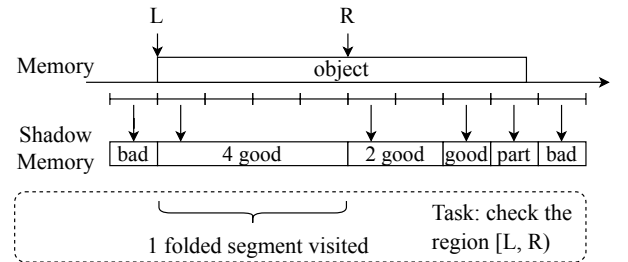 L R
Memory object
Shadow
Memory
bad 4 good 2 good good part bad
1 folded segment visited
Task: check the
region [L, R)